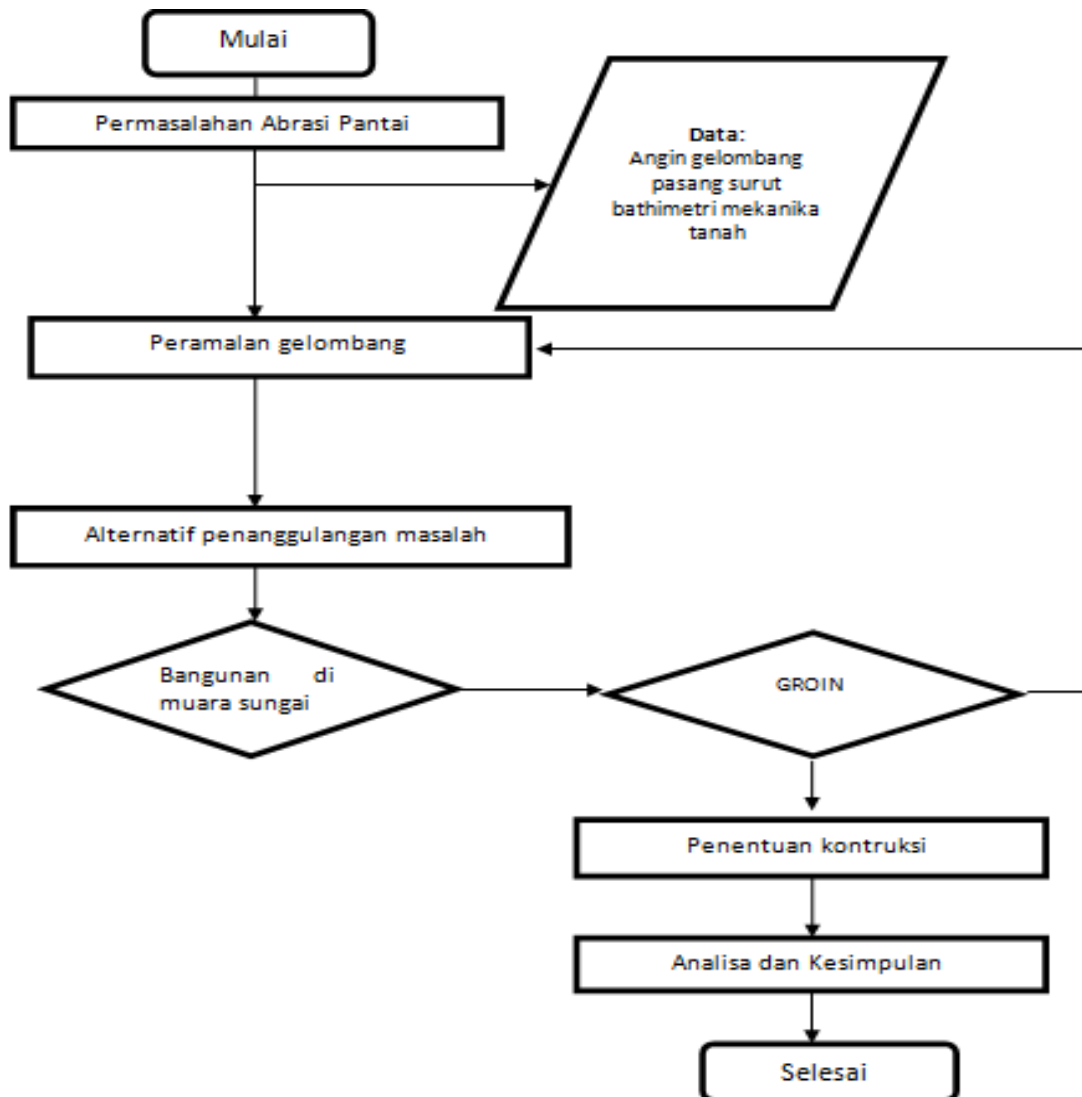 Mulai
Permasalahan Abrasi Pantai
Data:
Angin gelombang
pasang surut
bathimetri mekanika
tanah
Peramalan gelombang
Alternatif penanggulangan masalah
Bangunan di
muara sungai
GROIN
Penentuan kontruksi
Analisa dan Kesimpulan
Selesai